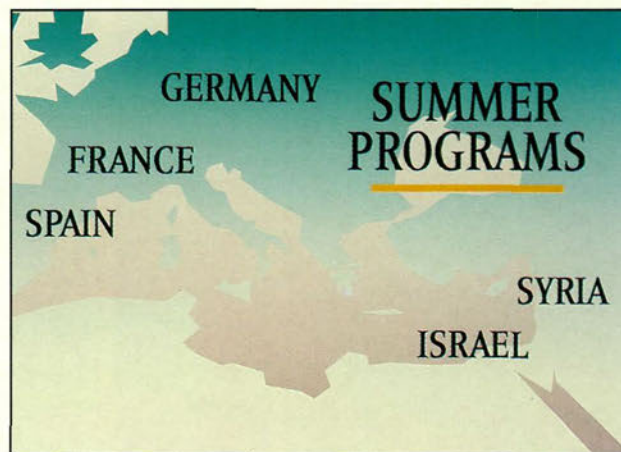 GERMANY
SUMMER
PROGRAMS
FRANCE
SPAIN
SYRIA
ISRAEL